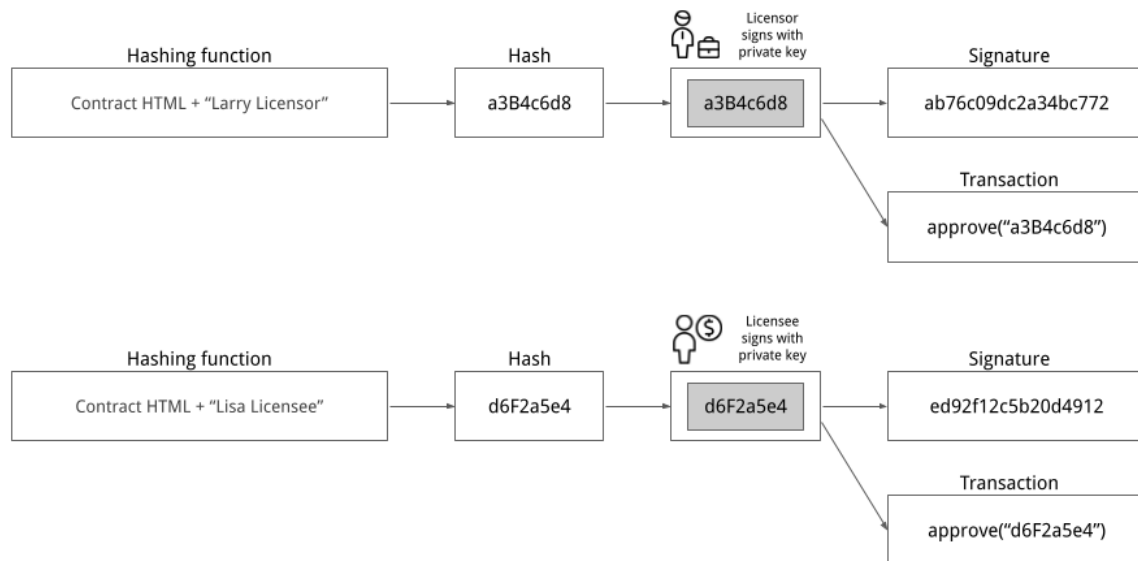 Licensor
signs with
private key
Hashing function
Hash
Signature
Contract HTML + “Larry Licensor”
a3B4c6d8
a3B4c6d8
ab76c09dc2a34bc772
Transaction
approve(“a3B4c6d8”)
Licensee
signs with
private key
Hashing function
Hash
Signature
Contract HTML + “Lisa Licensee”
d6F2a5e4
d6F2a5e4
ed92f12c5b20d4912
Transaction
approve(“d6F2a5e4”)